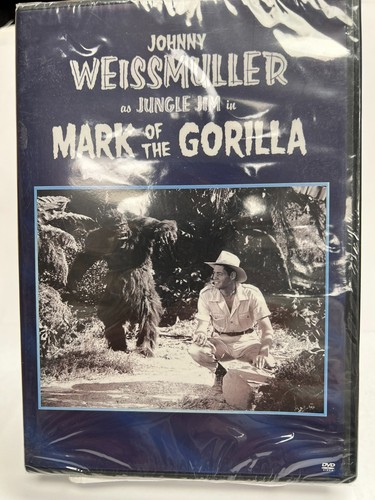 JOHNNY
WEISSMULLER
as JUNGLE JIM in
MARK OF THE GORILLA
DVD